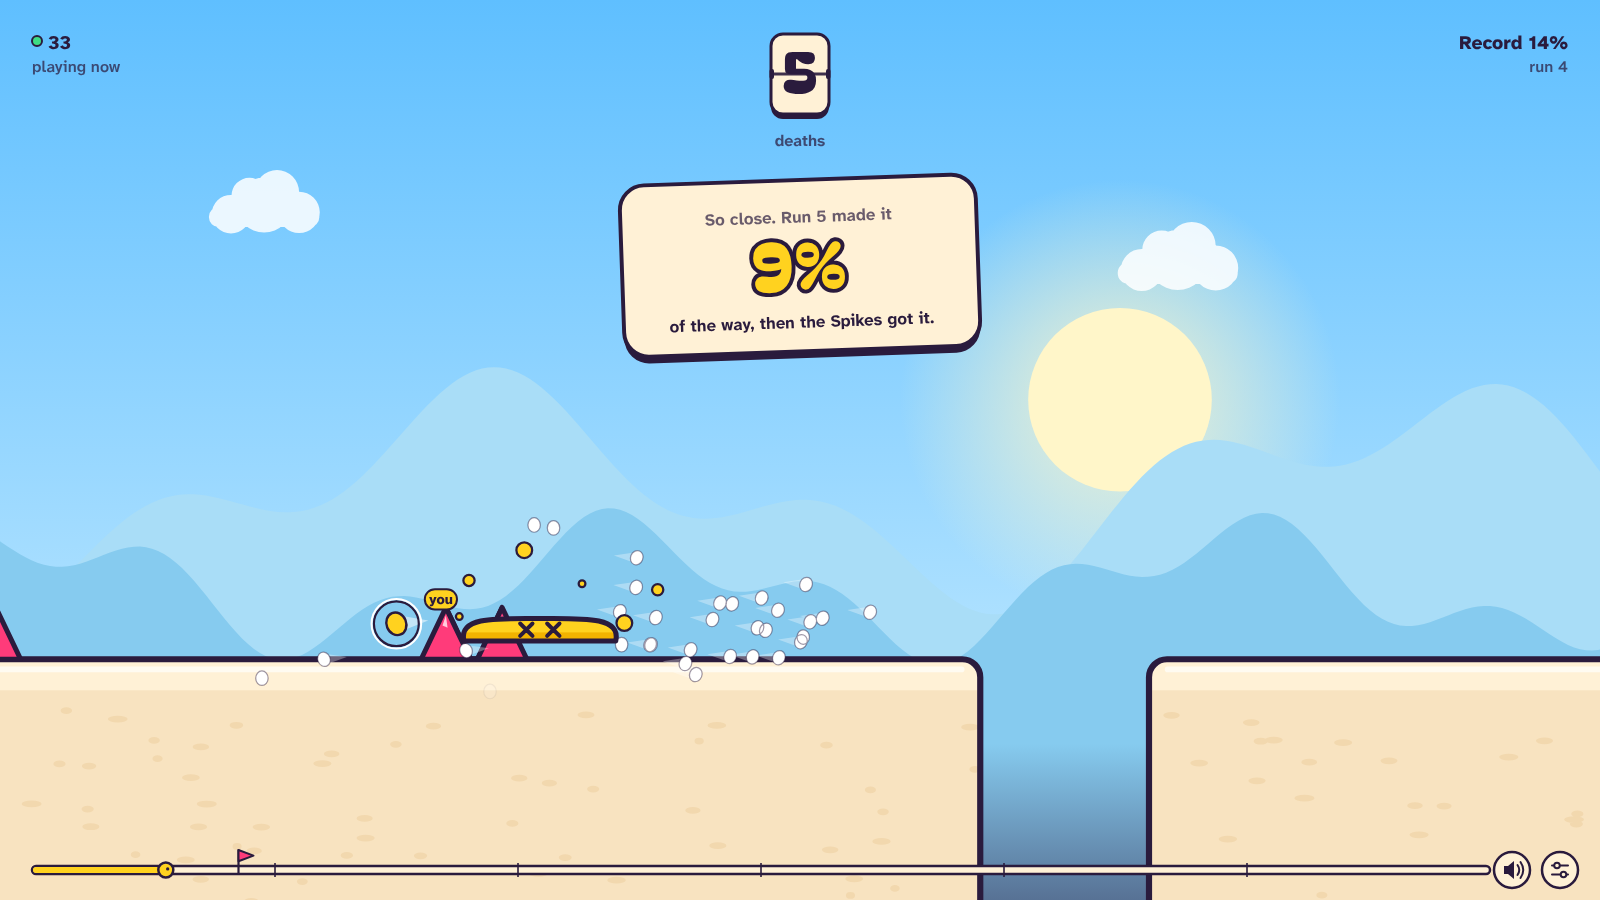 33
playing now
5
deaths
Record 14%
run 4
So close. Run 5 made it
9%
of the way, then the Spikes got it.
you